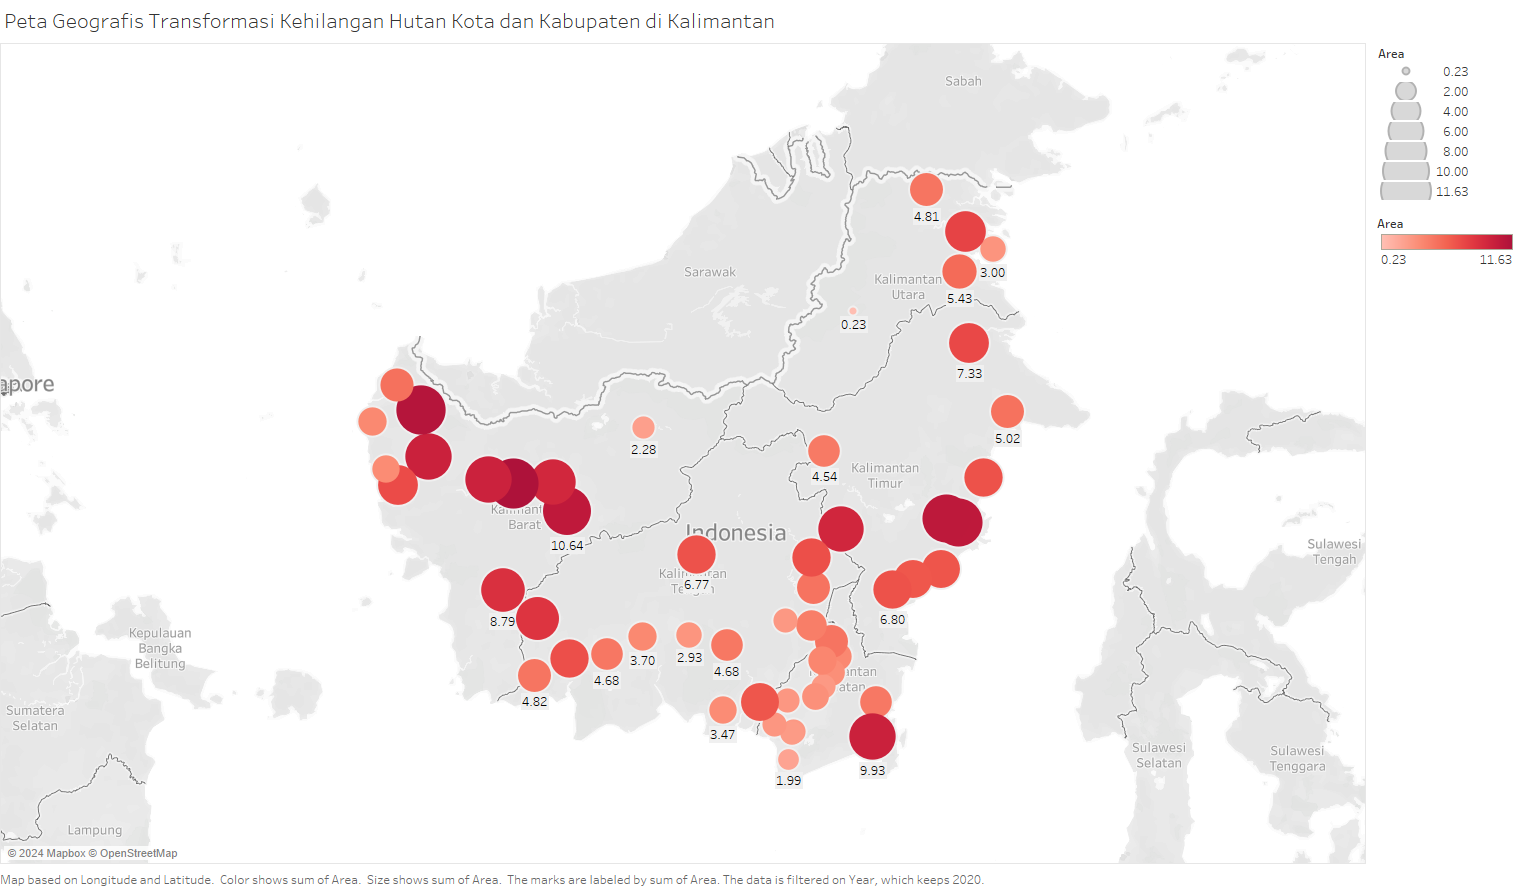 Peta Geografis Transformasi Kehilangan Hutan Kota dan Kabupaten di Kalimantan
Area
0.23
2.00
4.00
6.00
8.00
10.00
11.63
Area
0.23 11.63
Sabah
4.81
Sarawak
3.00
Kalimantan
Utara
5.43
0.23
7.33
apore
5.02
2.28
Kalimantan
Timur
4.54
Barat
Indonesia
10.64
Sulawesi
Tengah
6.77
6.80
8.79
Kepulauan
Bangka
Belitung
3.70
2.93
4.68
4.68
4.82
3.47
Sumatera
Selatan
9.93
1.99
Sulawesi
Selatan
Sulawesi
Tenggara
Lampung
© 2024 Mapbox © OpenStreetMap
Map based on Longitude and Latitude. Color shows sum of Area. Size shows sum of Area. The marks are labeled by sum of Area. The data is filtered on Year, which keeps 2020.